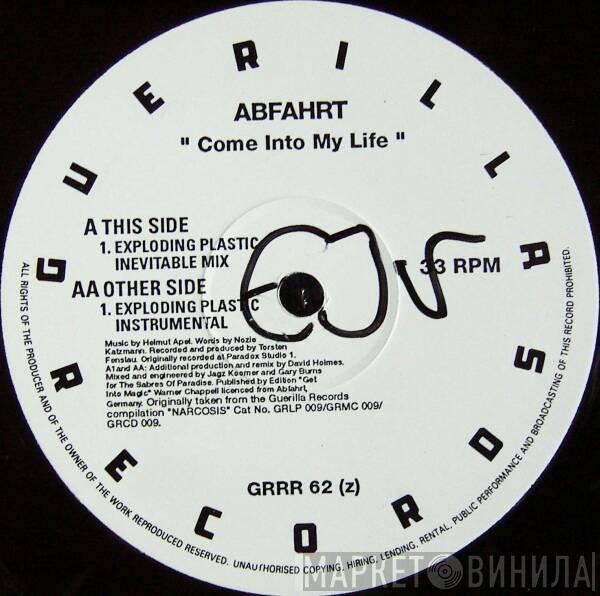 GUERILLA RECORDS
ABFAHRT
" Come Into My Life "
A THIS SIDE
1. EXPLODING PLASTIC
INEVITABLE MIX
33 RPM
AA OTHER SIDE
1. EXPLODING PLASTIC
INSTRUMENTAL
Music by Helmut Apel. Words by Nozie
Katzmann. Recorded and produced by Torsten
Fenslau. Originally recorded at Paradox Studio 1.
A1 and AA: Additional production and remix by David Holmes.
Mixed and engineered by Jagz Kosmer and Gary Burns
for The Sabres Of Paradise. Published by Edition "Get
Into Magic" Warner Chappell licenced from Abfahrt,
Germany. Originally taken from the Guerilla Records
compilation "NARCOSIS" Cat No. GRLP 009/GRMC 009/
GRCD 009.
GRRR 62 (z)
ALL RIGHTS OF THE PRODUCER AND OF THE OWNER OF THE WORK REPRODUCED RESERVED. UNAUTHORISED COPYING, HIRING, LENDING, RENTAL, PUBLIC PERFORMANCE AND BROADCASTING OF THIS RECORD PROHIBITED.
МАРКЕТ ВИНИЛА